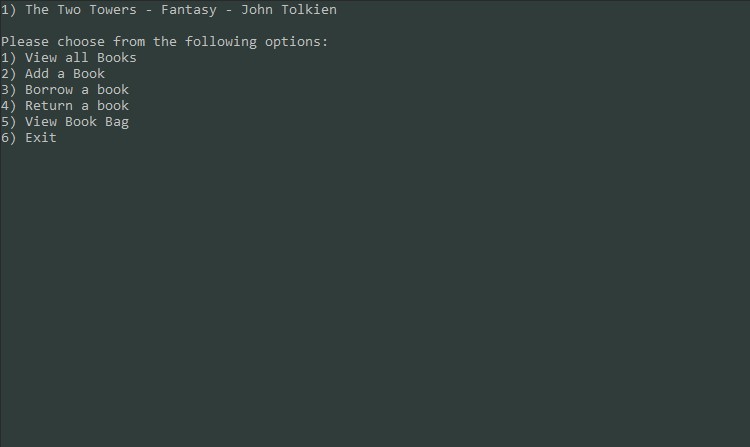 1) The Two Towers - Fantasy - John Tolkien
Please choose from the following options:
1) View all Books
2) Add a Book
3) Borrow a book
4) Return a book
5) View Book Bag
6) Exit